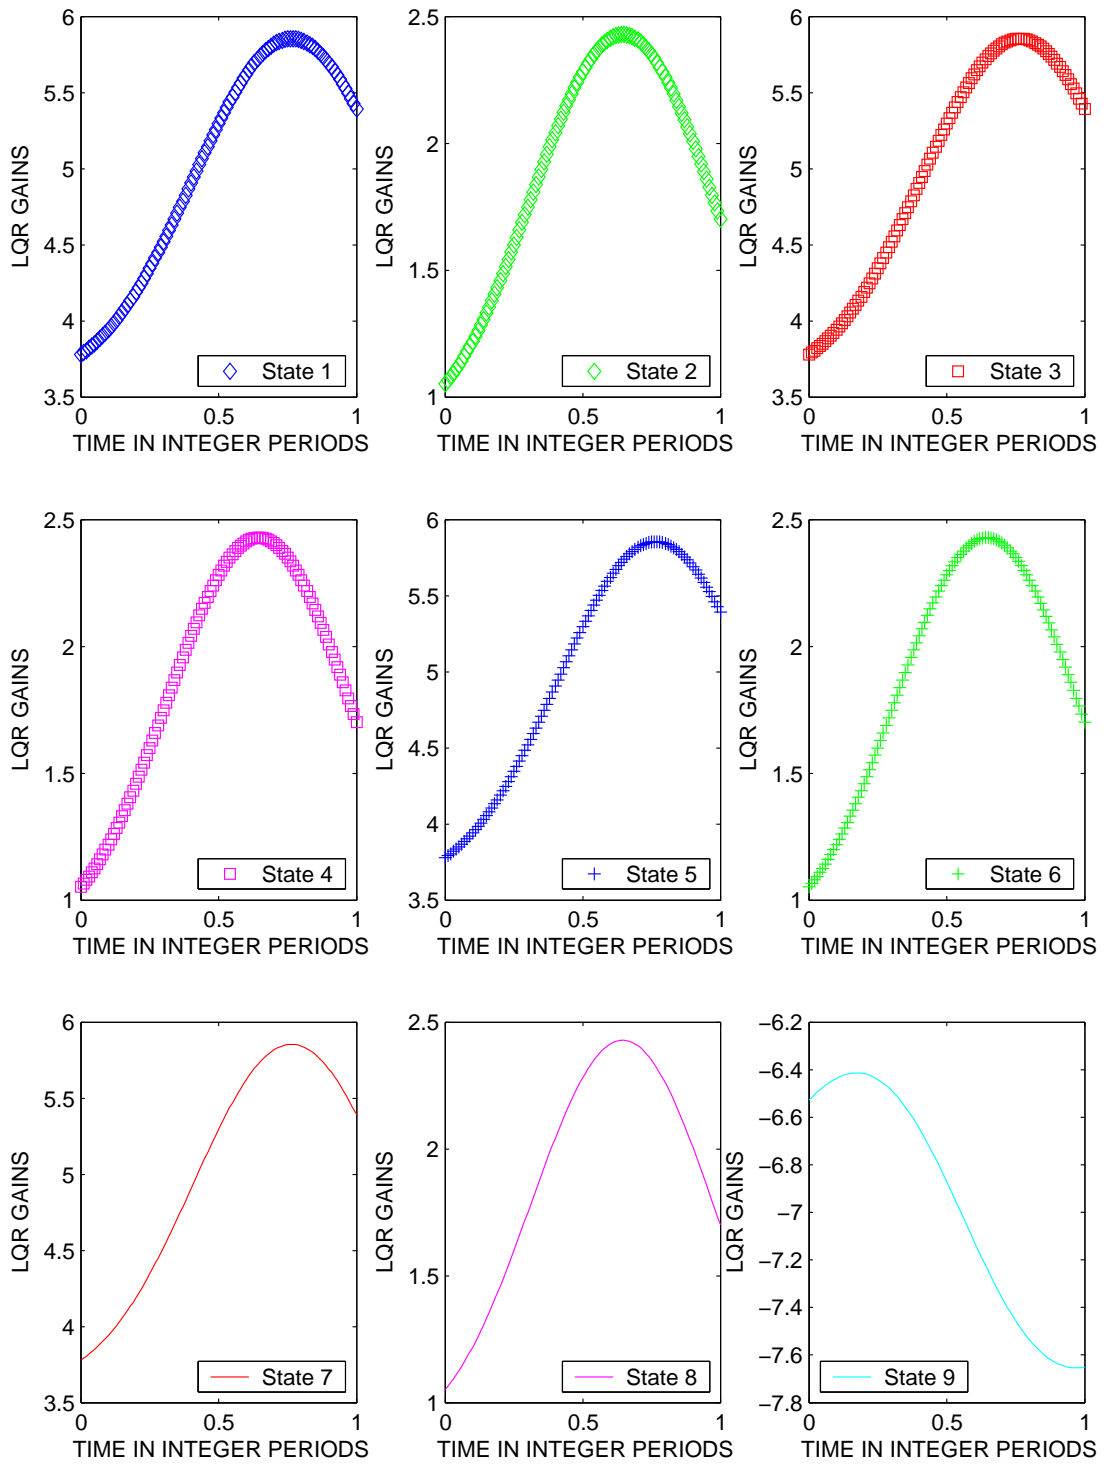 6
5.5
5
4.5
4
3.5
0
0.5
1
LQR GAINS
TIME IN INTEGER PERIODS
State 1
2.5
2
1.5
1
0
0.5
1
LQR GAINS
TIME IN INTEGER PERIODS
State 2
6
5.5
5
4.5
4
3.5
0
0.5
1
LQR GAINS
TIME IN INTEGER PERIODS
State 3
2.5
2
1.5
1
0
0.5
1
LQR GAINS
TIME IN INTEGER PERIODS
State 4
6
5.5
5
4.5
4
3.5
0
0.5
1
LQR GAINS
TIME IN INTEGER PERIODS
State 5
2.5
2
1.5
1
0
0.5
1
LQR GAINS
TIME IN INTEGER PERIODS
State 6
6
5.5
5
4.5
4
3.5
0
0.5
1
LQR GAINS
TIME IN INTEGER PERIODS
State 7
2.5
2
1.5
1
0
0.5
1
LQR GAINS
TIME IN INTEGER PERIODS
State 8
−6.2
−6.4
−6.6
−6.8
−7
−7.2
−7.4
−7.6
−7.8
0
0.5
1
LQR GAINS
TIME IN INTEGER PERIODS
State 9